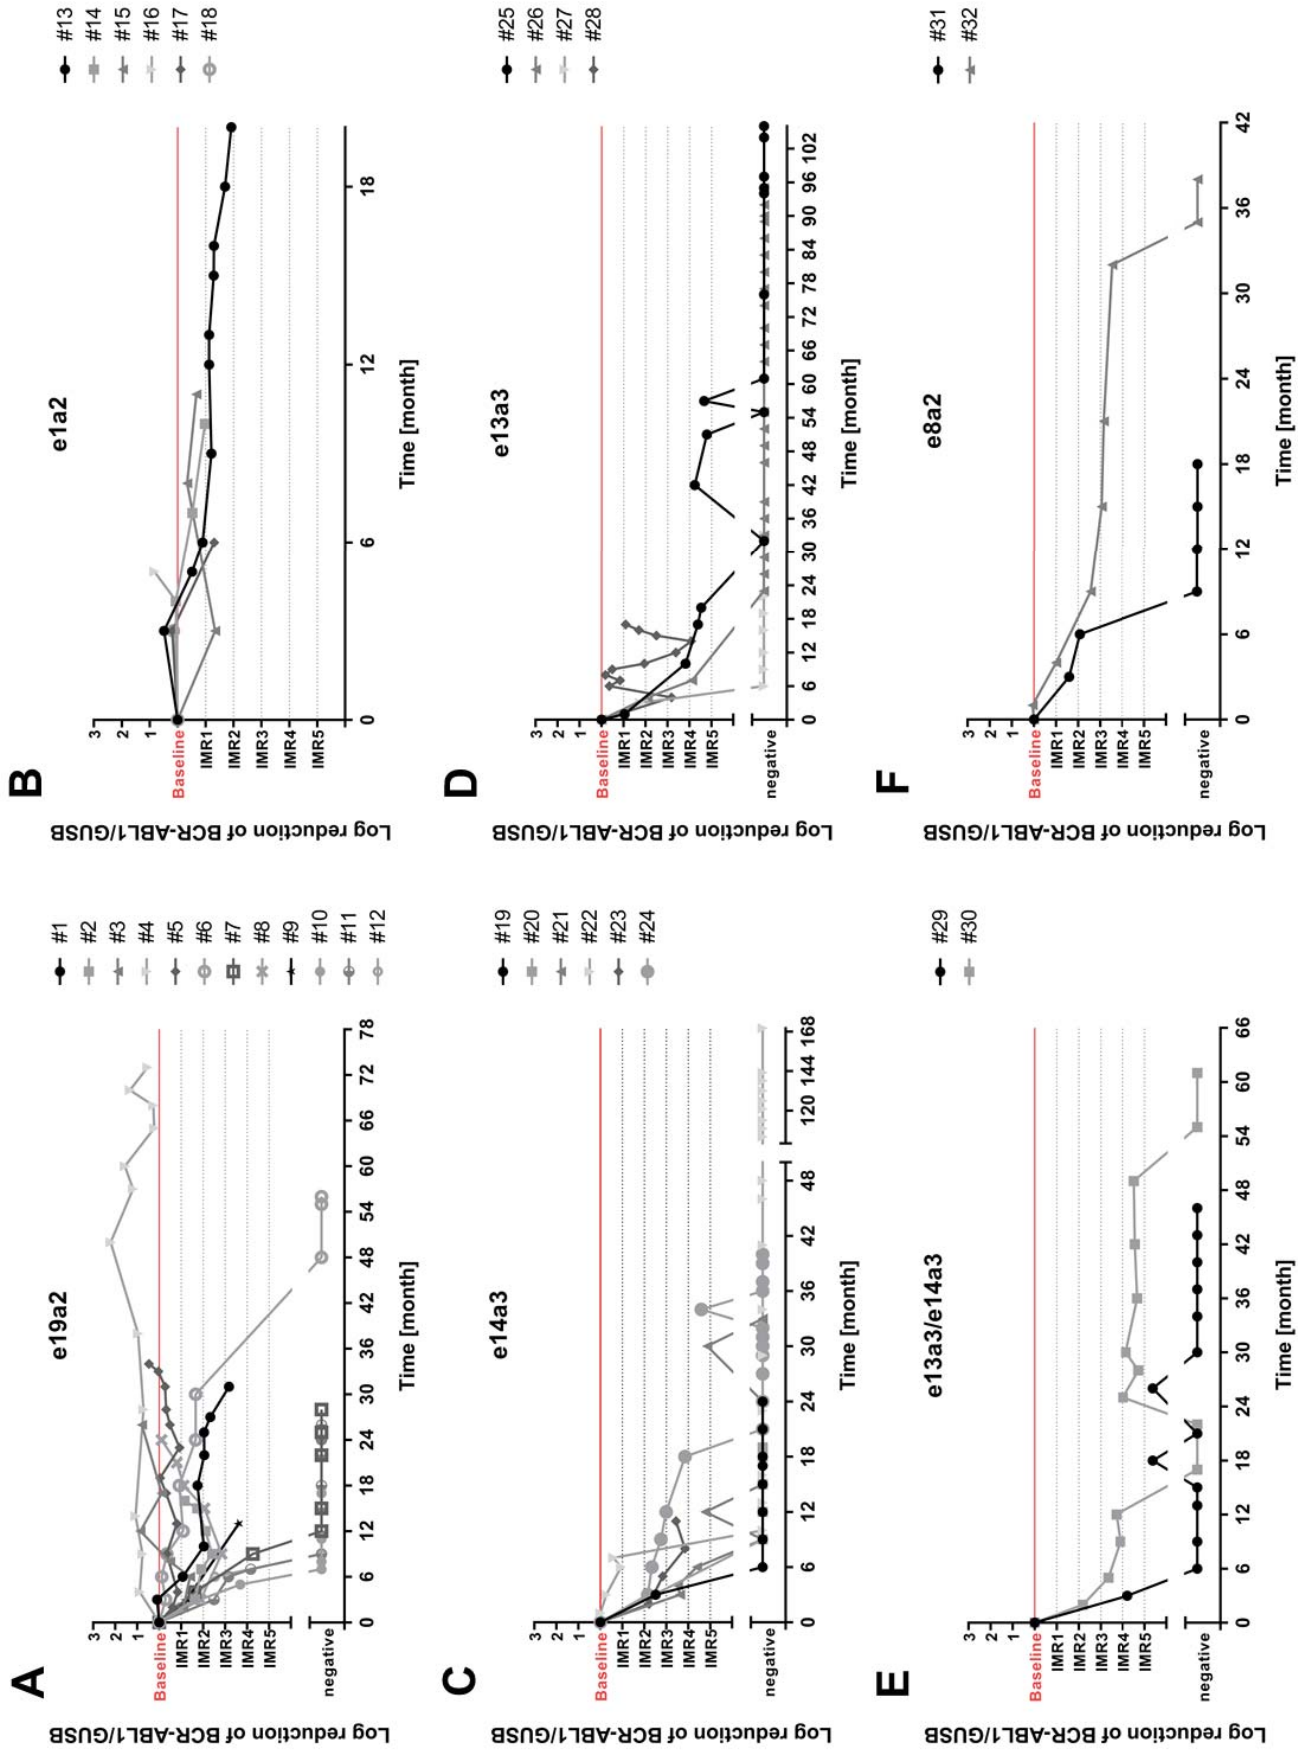 A
e19a2
Log reduction of BCR-ABL1/GUSB
3
2
1
Baseline
IMR1
IMR2
IMR3
IMR4
IMR5
negative
0 6 12 18 24 30 36 42 48 54 60 66 72 78
Time [month]
#1
#2
#3
#4
#5
#6
#7
#8
#9
#10
#11
#12
B
e1a2
Log reduction of BCR-ABL1/GUSB
3
2
1
Baseline
IMR1
IMR2
IMR3
IMR4
IMR5
0 6 12 18
Time [month]
#13
#14
#15
#16
#17
#18
C
e14a3
Log reduction of BCR-ABL1/GUSB
3
2
1
Baseline
IMR1
IMR2
IMR3
IMR4
IMR5
negative
0 6 12 18 24 30 36 42 48 120 144 168
Time [month]
#19
#20
#21
#22
#23
#24
D
e13a3
Log reduction of BCR-ABL1/GUSB
3
2
1
Baseline
IMR1
IMR2
IMR3
IMR4
IMR5
negative
0 6 12 18 24 30 36 42 48 54 60 66 72 78 84 90 96 102
Time [month]
#25
#26
#27
#28
E
e13a3/e14a3
Log reduction of BCR-ABL1/GUSB
3
2
1
Baseline
IMR1
IMR2
IMR3
IMR4
IMR5
negative
0 6 12 18 24 30 36 42 48 54 60 66
Time [month]
#29
#30
F
e8a2
Log reduction of BCR-ABL1/GUSB
3
2
1
Baseline
IMR1
IMR2
IMR3
IMR4
IMR5
negative
0 6 12 18 24 30 36 42
Time [month]
#31
#32